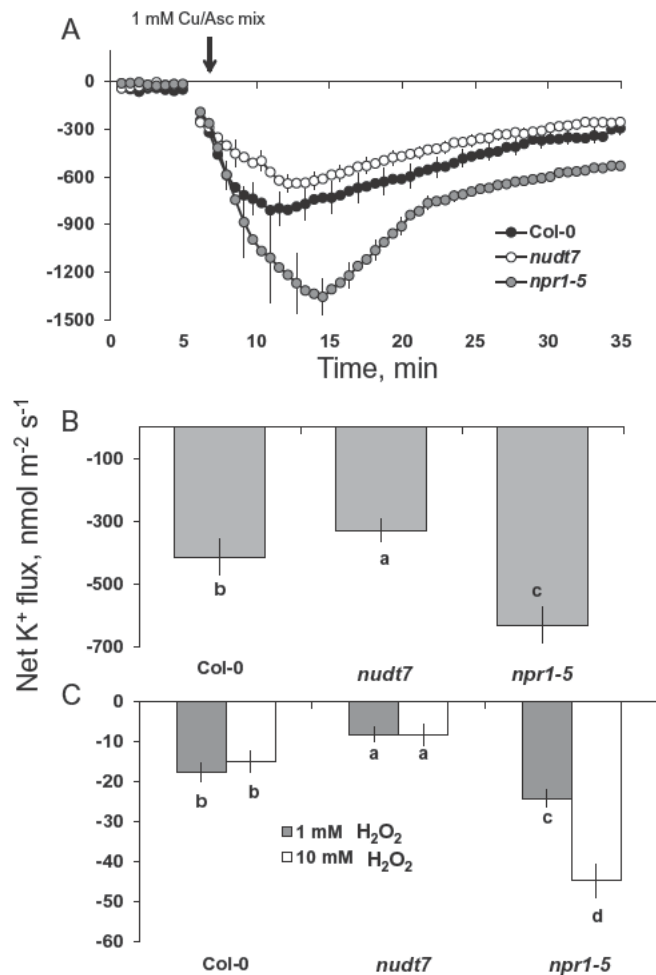 1 mM Cu/Asc mix
A
0
-300
-600
-900
-1200
-1500
Col-0
nudt7
npr1-5
0 5 10 15 20 25 30 35
Time, min
Net K⁺ flux, nmol m⁻² s⁻¹
B
-100
-300
-500
-700
b
a
c
Col-0 nudt7 npr1-5
C
0
-10
-20
-30
-40
-50
-60
b b a a c d
1 mM H₂O₂
10 mM H₂O₂
Col-0 nudt7 npr1-5